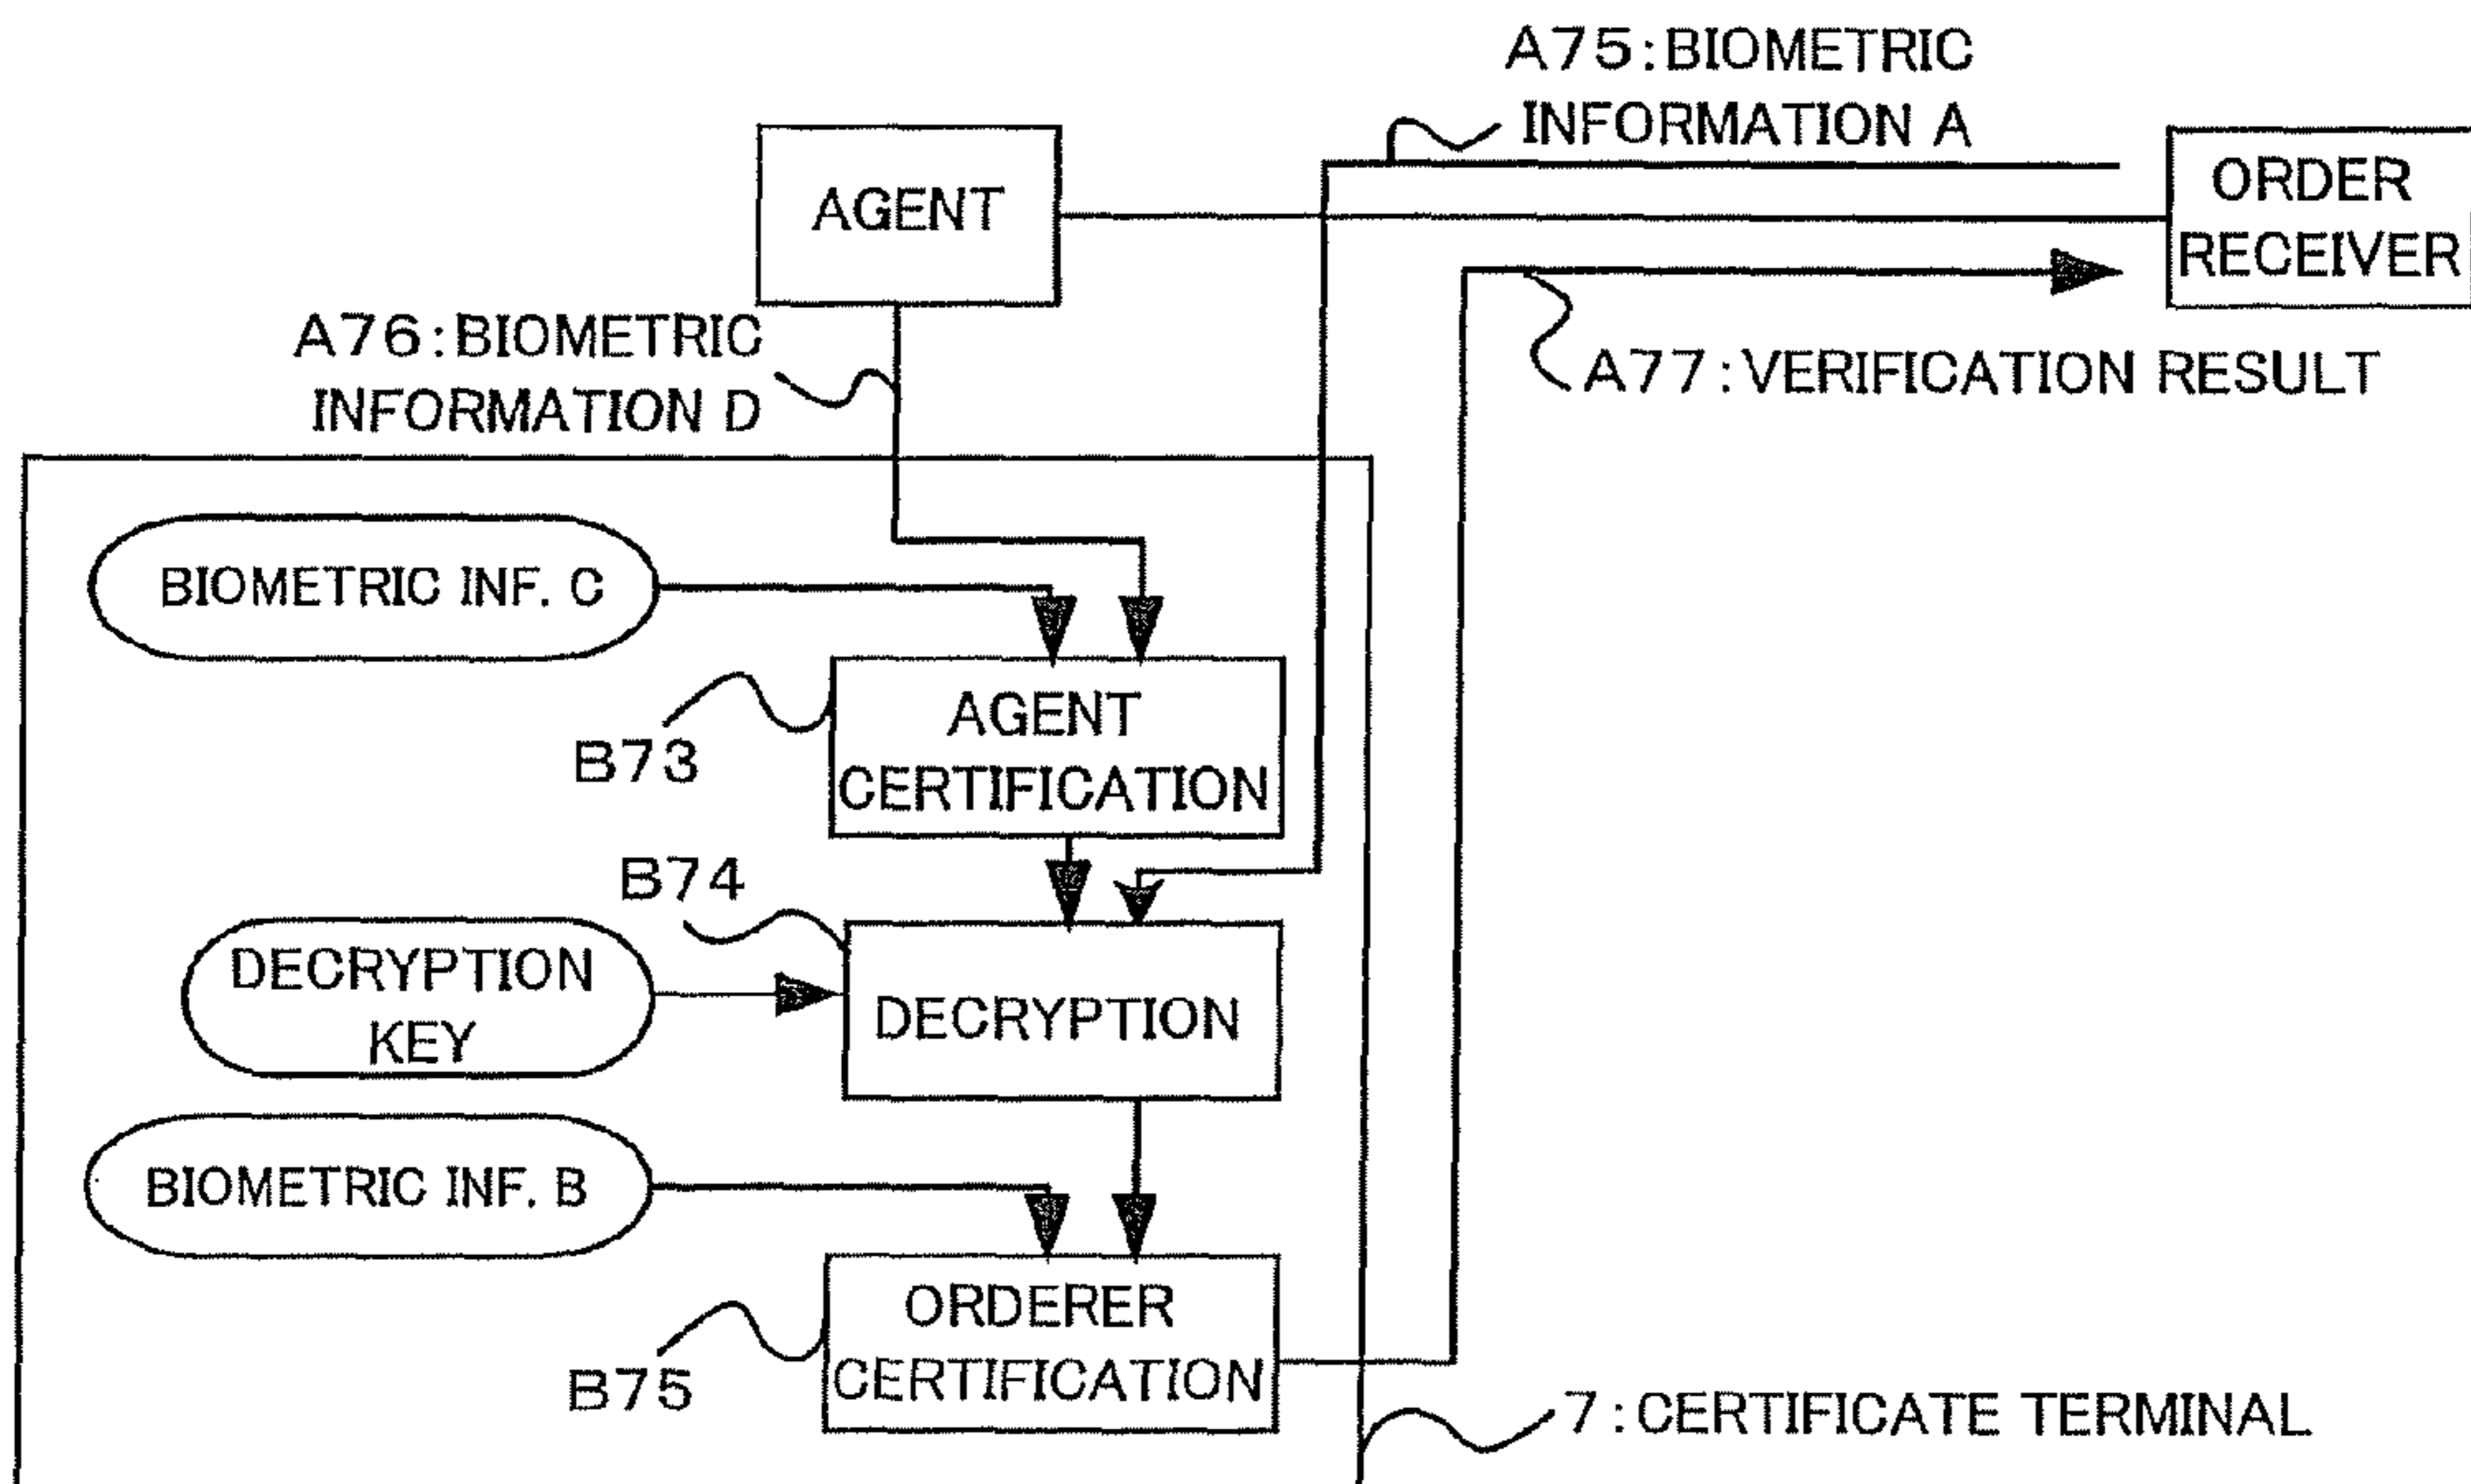 A75:BIOMETRIC
INFORMATION A
AGENT
ORDER
RECEIVER
A76:BIOMETRIC
INFORMATION D
A77:VERIFICATION RESULT
BIOMETRIC INF. C
AGENT
CERTIFICATION
B73
B74
DECRYPTION
KEY
DECRYPTION
BIOMETRIC INF. B
ORDERER
CERTIFICATION
B75
7:CERTIFICATE TERMINAL